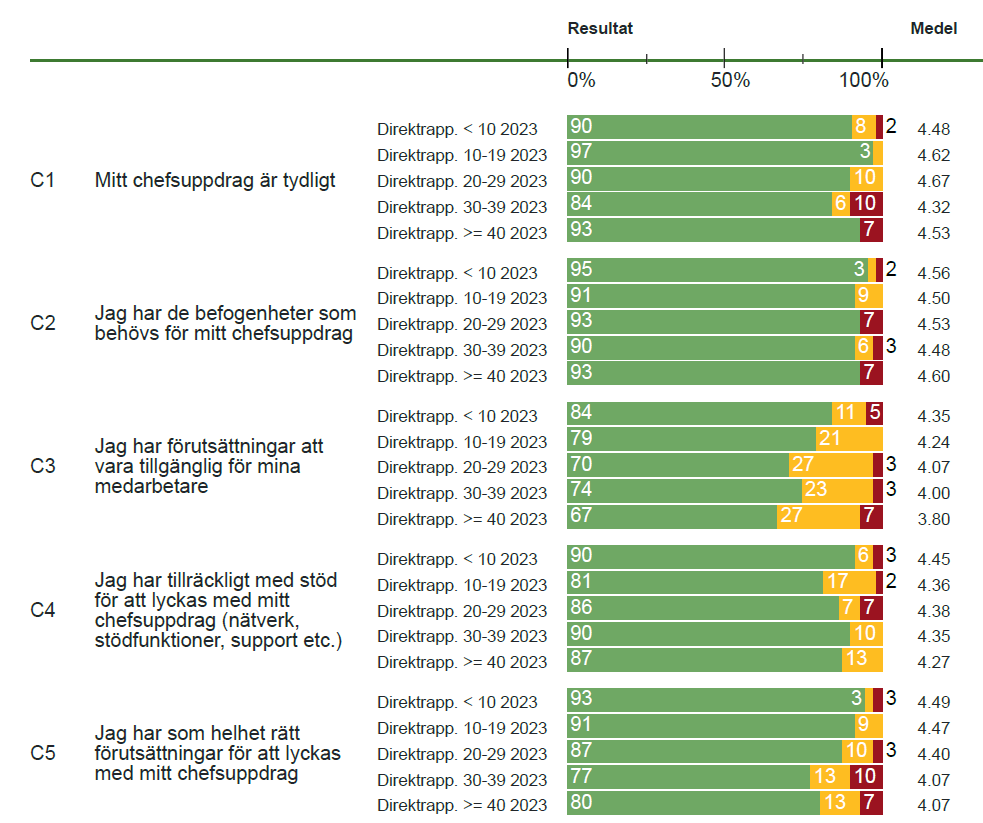 Resultat Medel
0% 50% 100%
Direktrapp. < 10 2023 90 8 2 4.48
Direktrapp. 10-19 2023 97 3 4.62
C1 Mitt chefsuppdrag är tydligt Direktrapp. 20-29 2023 90 10 4.67
Direktrapp. 30-39 2023 84 6 10 4.32
Direktrapp. >= 40 2023 93 7 4.53
Direktrapp. < 10 2023 95 3 2 4.56
Direktrapp. 10-19 2023 91 9 4.50
C2 Jag har de befogenheter som
behövs för mitt chefsuppdrag
Direktrapp. 20-29 2023 93 7 4.53
Direktrapp. 30-39 2023 90 6 3 4.48
Direktrapp. >= 40 2023 93 7 4.60
Direktrapp. < 10 2023 84 11 5 4.35
Direktrapp. 10-19 2023 79 21 4.24
C3 Jag har förutsättningar att
vara tillgänglig för mina
medarbetare
Direktrapp. 20-29 2023 70 27 3 4.07
Direktrapp. 30-39 2023 74 23 3 4.00
Direktrapp. >= 40 2023 67 27 7 3.80
Direktrapp. < 10 2023 90 6 3 4.45
Direktrapp. 10-19 2023 81 17 2 4.36
C4 Jag har tillräckligt med stöd
för att lyckas med mitt
chefsuppdrag (nätverk,
stödfunktioner, support etc.)
Direktrapp. 20-29 2023 86 7 7 4.38
Direktrapp. 30-39 2023 90 10 4.35
Direktrapp. >= 40 2023 87 13 4.27
Direktrapp. < 10 2023 93 3 3 4.49
Direktrapp. 10-19 2023 91 9 4.47
C5 Jag har som helhet rätt
förutsättningar för att lyckas
med mitt chefsuppdrag
Direktrapp. 20-29 2023 87 10 3 4.40
Direktrapp. 30-39 2023 77 13 10 4.07
Direktrapp. >= 40 2023 80 13 7 4.07